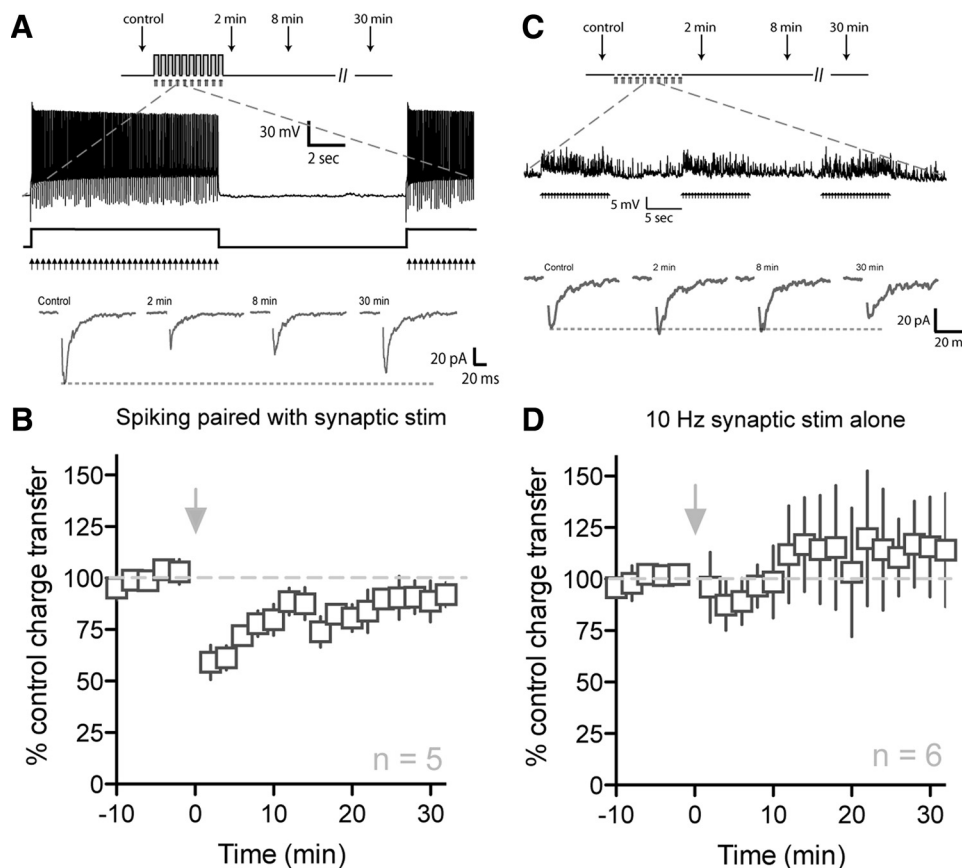 A
control
2 min
8 min
30 min
//
30 mV
2 sec
Control
2 min
8 min
30 min
20 pA
20 ms
B
Spiking paired with synaptic stim
% control charge transfer
150
125
100
75
50
25
0
n = 5
-10
0
10
20
30
Time (min)
C
control
2 min
8 min
30 min
//
5 mV
5 sec
Control
2 min
8 min
30 min
20 pA
20 ms
D
10 Hz synaptic stim alone
% control charge transfer
150
125
100
75
50
25
0
n = 6
-10
0
10
20
30
Time (min)